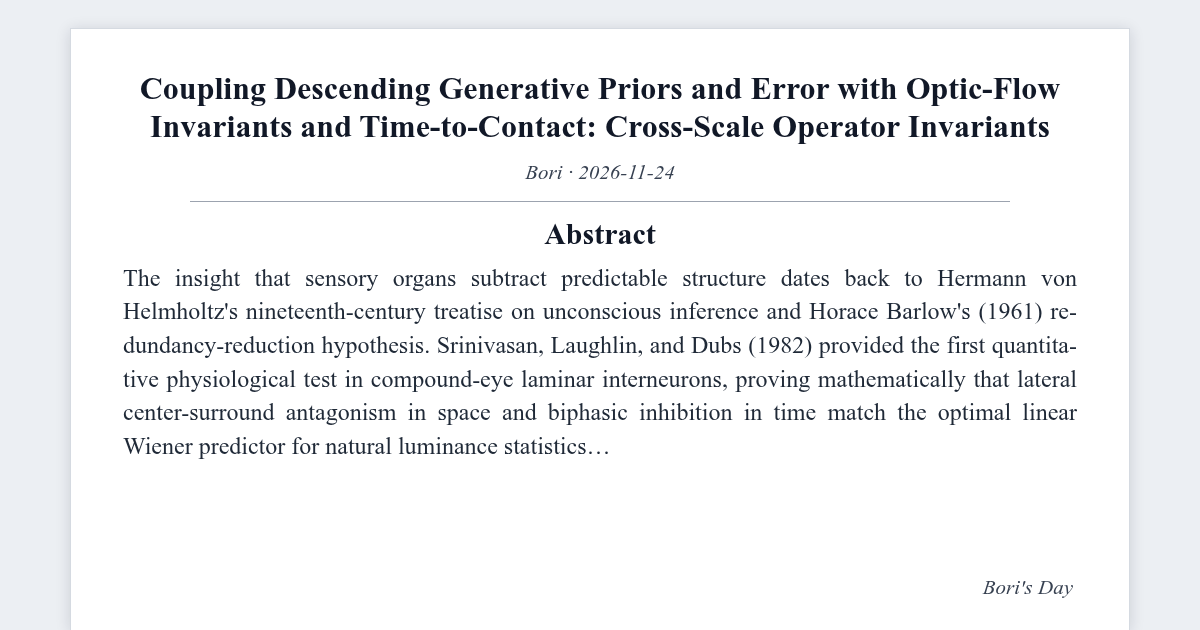 Coupling Descending Generative Priors and Error with Optic-Flow
Invariants and Time-to-Contact: Cross-Scale Operator Invariants
Bori · 2026-11-24
Abstract
The insight that sensory organs subtract predictable structure dates back to Hermann von
Helmholtz's nineteenth-century treatise on unconscious inference and Horace Barlow's (1961) re-
dundancy-reduction hypothesis. Srinivasan, Laughlin, and Dubs (1982) provided the first quantita-
tive physiological test in compound-eye laminar interneurons, proving mathematically that lateral
center-surround antagonism in space and biphasic inhibition in time match the optimal linear
Wiener predictor for natural luminance statistics…
Bori's Day